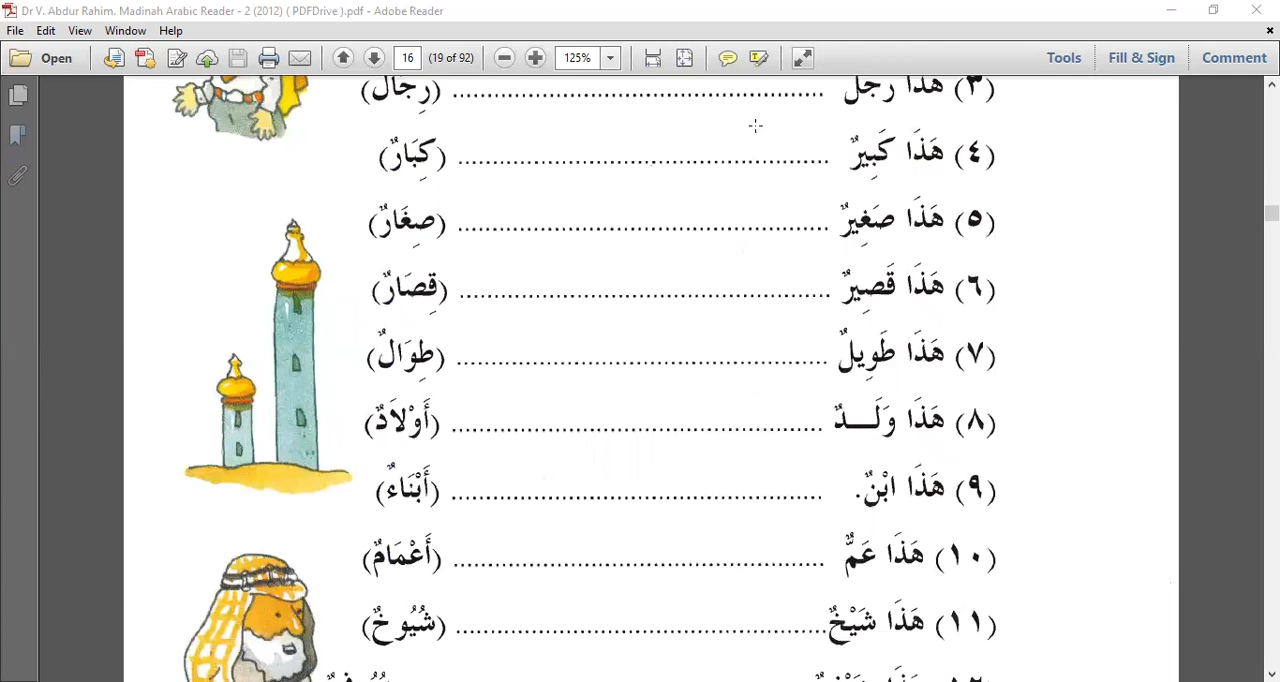 Dr V. Abdur Rahim. Madinah Arabic Reader - 2 (2012) ( PDFDrive ).pdf - Adobe Reader
File Edit View Window Help
Open 16 (19 of 92) 125% Tools Fill & Sign Comment
(٣) هَذَا رَجُلٌ ........................................ (رِجَالٌ)
(٤) هَذَا كَبِيرٌ ........................................ (كِبَارٌ)
(٥) هَذَا صَغِيرٌ ........................................ (صِغَارٌ)
(٦) هَذَا قَصِيرٌ ........................................ (قِصَارٌ)
(٧) هَذَا طَوِيلٌ ........................................ (طِوَالٌ)
(٨) هَذَا وَلَــدٌ ........................................ (أَوْلاَدٌ)
(٩) هَذَا ابْنٌ. ........................................ (أَبْنَاءٌ)
(١٠) هَذَا عَمٌّ ........................................ (أَعْمَامٌ)
(١١) هَذَا شَيْخٌ........................................ (شُيُوخٌ)